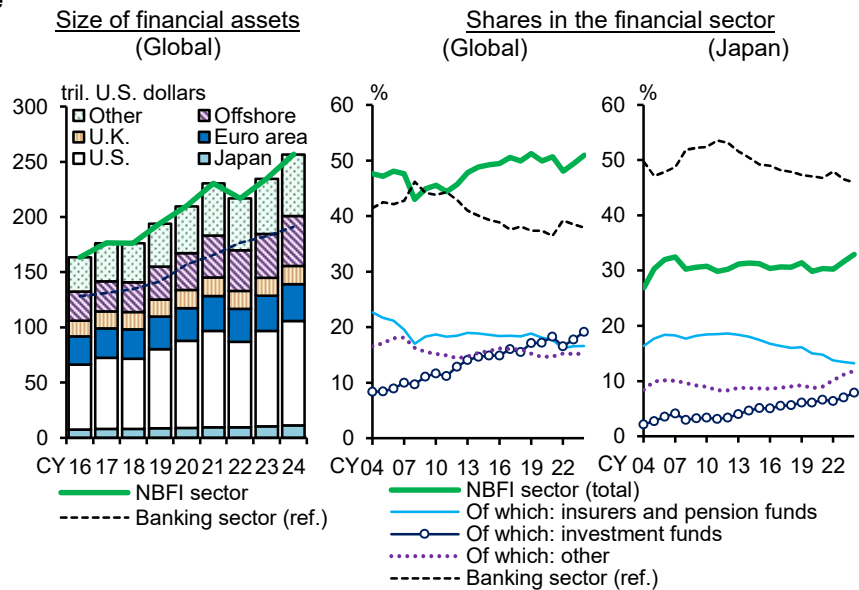 Size of financial assets
(Global)
Shares in the financial sector
(Global)
(Japan)
tril. U.S. dollars
Other
Offshore
U.K.
Euro area
U.S.
Japan
300
250
200
150
100
50
0
CY 16 17 18 19 20 21 22 23 24
NBFI sector
Banking sector (ref.)
%
60
50
40
30
20
10
0
CY 04 07 10 13 16 19 22
%
60
50
40
30
20
10
0
CY 04 07 10 13 16 19 22
NBFI sector (total)
Of which: insurers and pension funds
Of which: investment funds
Of which: other
Banking sector (ref.)